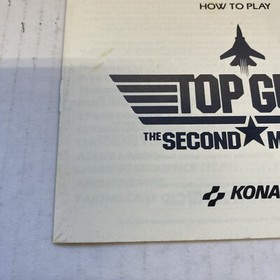 HOW TO PLAY
TOP GU
THE SECOND M
KONA